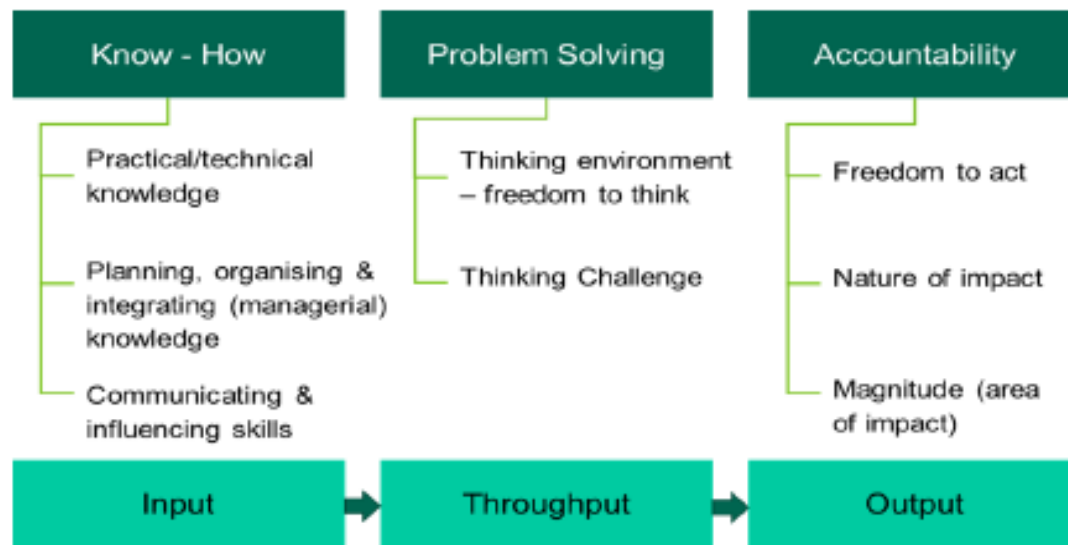 Know - How
Practical/technical
knowledge
Planning, organising &
integrating (managerial)
knowledge
Communicating &
influencing skills
Input
Problem Solving
Thinking environment
– freedom to think
Thinking Challenge
Throughput
Accountability
Freedom to act
Nature of impact
Magnitude (area
of impact)
Output